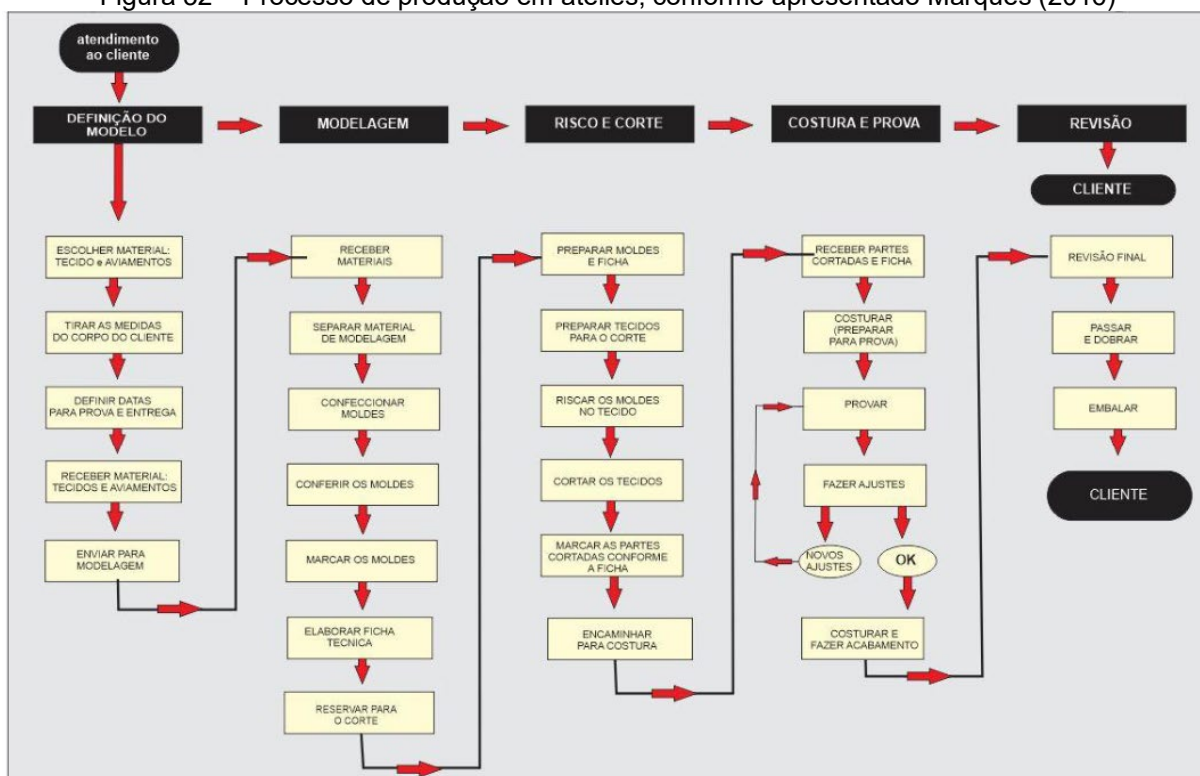 Figura 32 – Processo de produção em ateliês, conforme apresentado Marques (2016)
atendimento
ao cliente
DEFINIÇÃO DO
MODELO
MODELAGEM
RISCO E CORTE
COSTURA E PROVA
REVISÃO
CLIENTE
ESCOLHER MATERIAL:
TECIDO e AVIAMENTOS
TIRAR AS MEDIDAS
DO CORPO DO CLIENTE
DEFINIR DATAS
PARA PROVA E ENTREGA
RECEBER MATERIAL:
TECIDOS E AVIAMENTOS
ENVIAR PARA
MODELAGEM
RECEBER
MATERIAIS
SEPARAR MATERIAL
DE MODELAGEM
CONFECCIONAR
MOLDES
CONFERIR OS MOLDES
MARCAR OS MOLDES
ELABORAR FICHA
TECNICA
RESERVAR PARA
O CORTE
PREPARAR MOLDES
E FICHA
PREPARAR TECIDOS
PARA O CORTE
RISCAR OS MOLDES
NO TECIDO
CORTAR OS TECIDOS
MARCAR AS PARTES
CORTADAS CONFORME
A FICHA
ENCAMINHAR
PARA COSTURA
RECEBER PARTES
CORTADAS E FICHA
COSTURAR
(PREPARAR
PARA PROVA)
PROVAR
FAZER AJUSTES
NOVOS
AJUSTES
OK
COSTURAR E
FAZER ACABAMENTO
REVISÃO FINAL
PASSAR
E DOBRAR
EMBALAR
CLIENTE